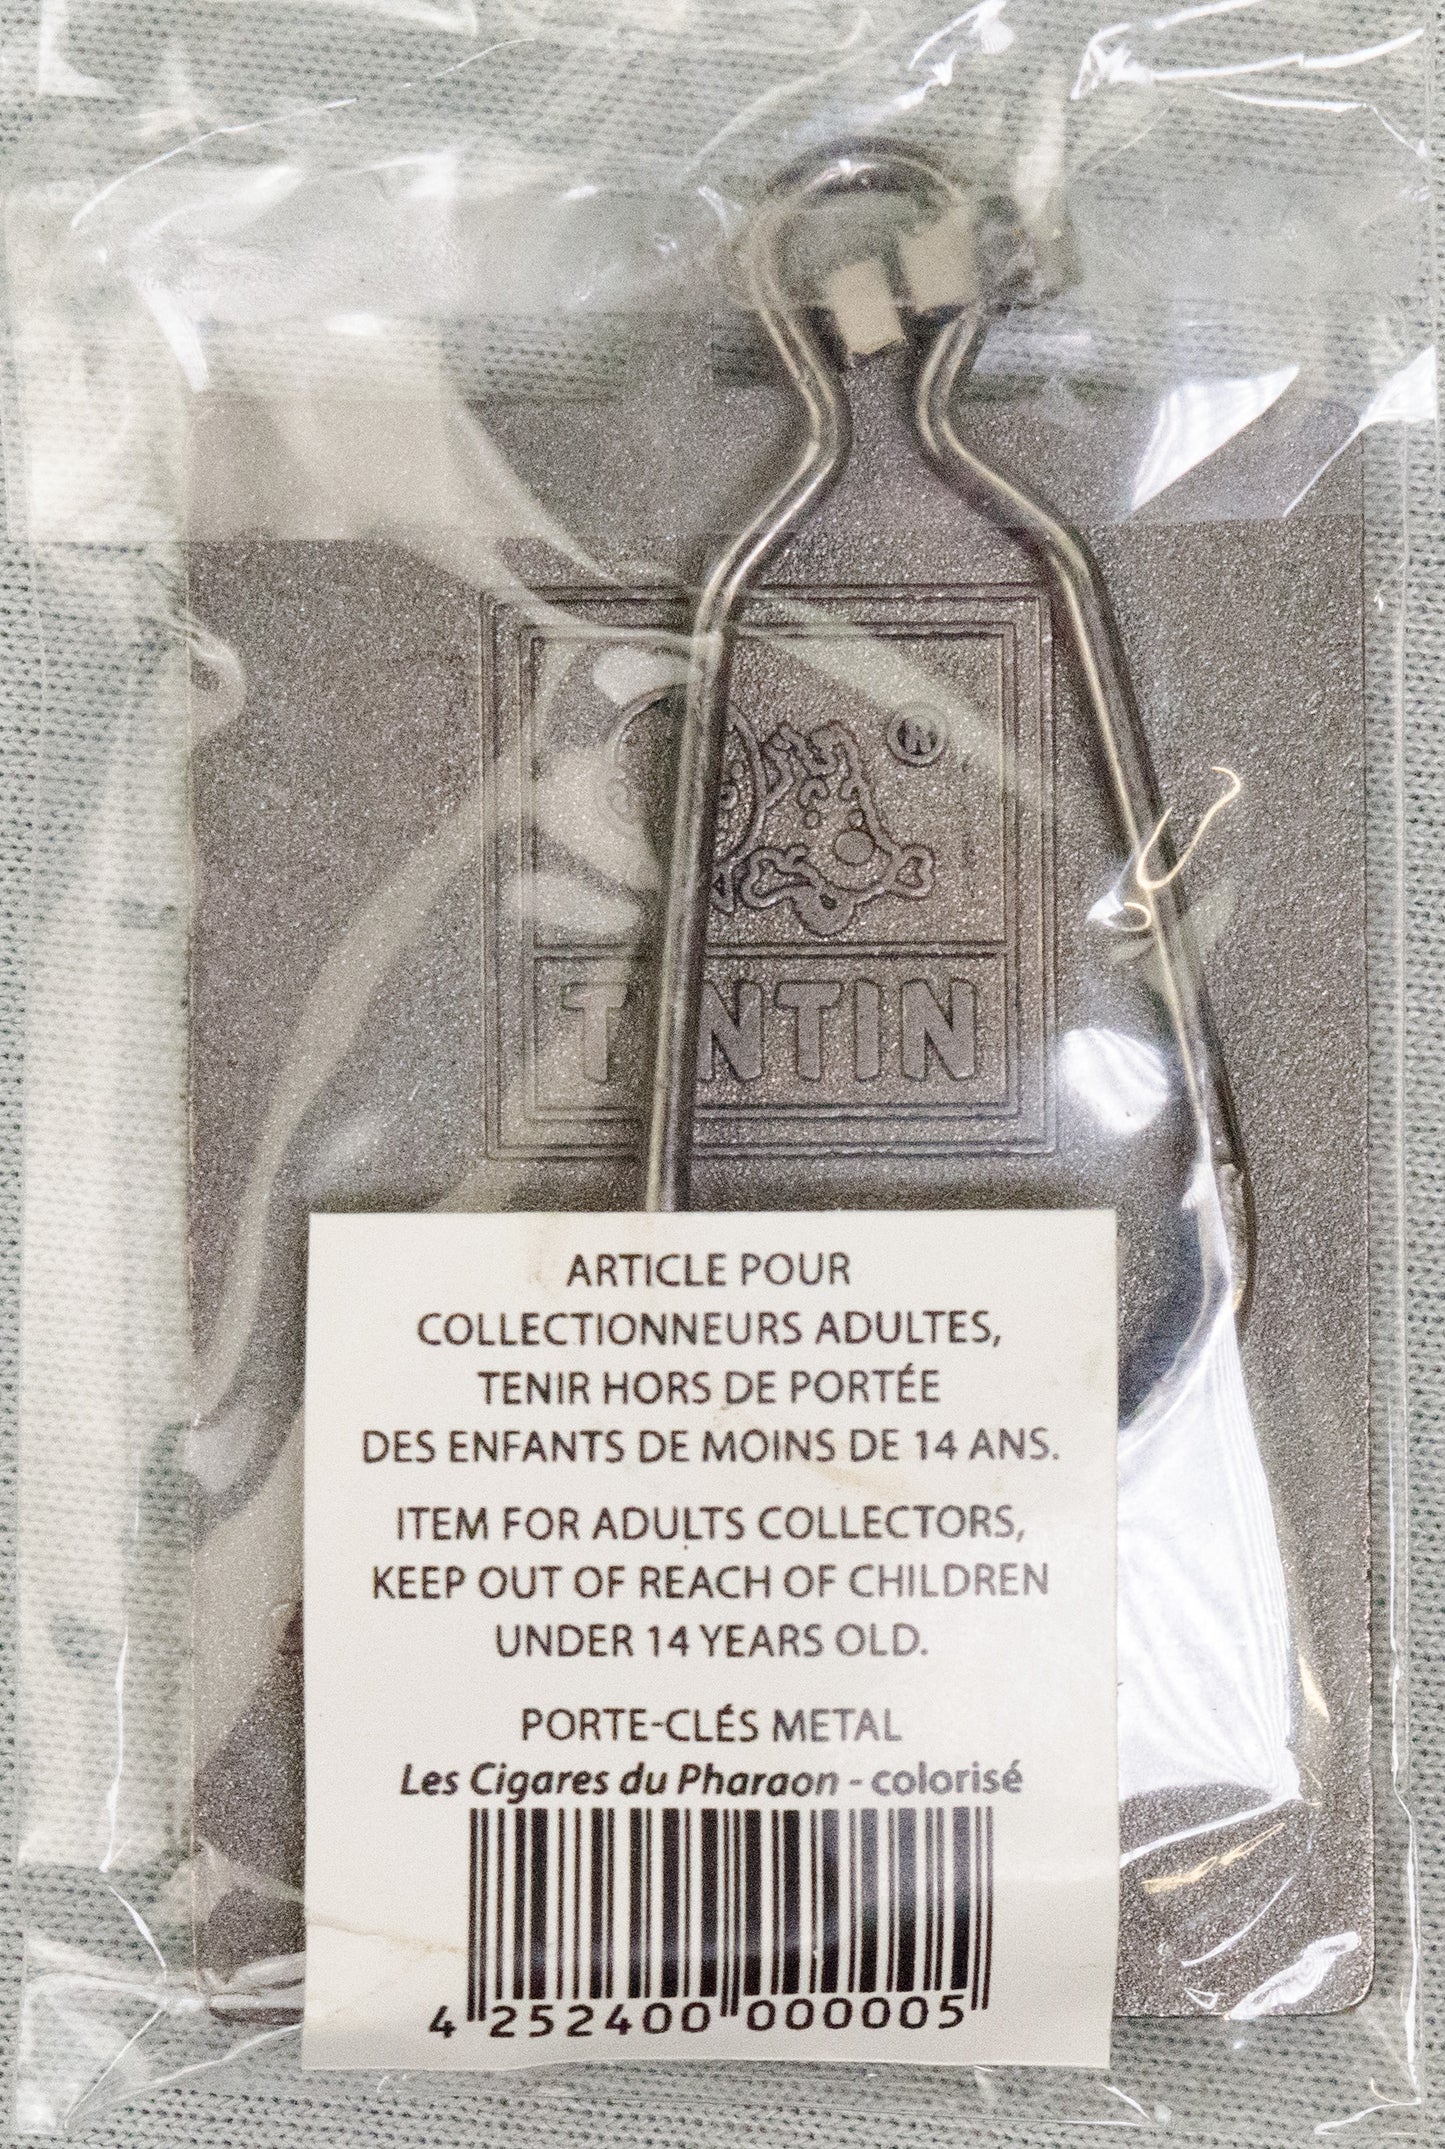 ®
TINTIN
ARTICLE POUR
COLLECTIONNEURS ADULTES,
TENIR HORS DE PORTÉE
DES ENFANTS DE MOINS DE 14 ANS.
ITEM FOR ADULTS COLLECTORS,
KEEP OUT OF REACH OF CHILDREN
UNDER 14 YEARS OLD.
PORTE-CLÉS METAL
Les Cigares du Pharaon - colorisé
4 252400 000005